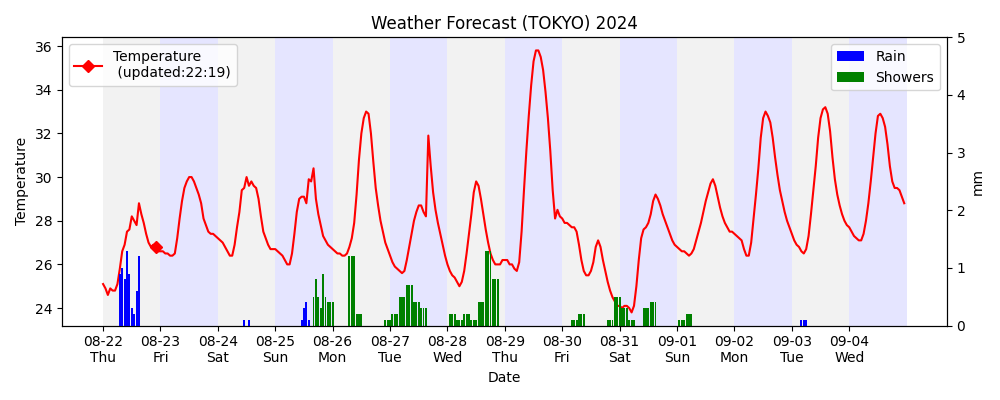 Weather Forecast (TOKYO) 2024
Temperature
(updated:22:19)
Rain
Showers
Temperature
36
34
32
30
28
26
24
5
4
3
2
1
0
mm
08-22 08-23 08-24 08-25 08-26 08-27 08-28 08-29 08-30 08-31 09-01 09-02 09-03 09-04
Thu Fri Sat Sun Mon Tue Wed Thu Fri Sat Sun Mon Tue Wed
Date